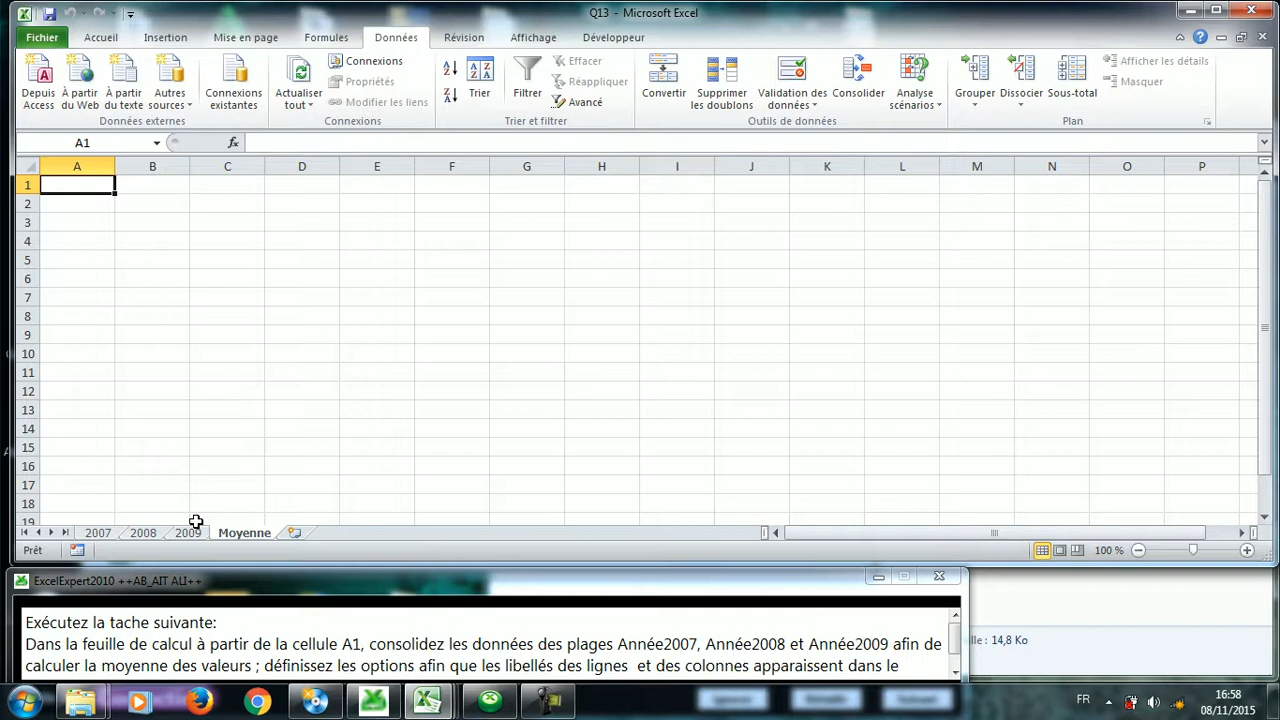 Q13 - Microsoft Excel
Fichier Accueil Insertion Mise en page Formules Données Révision Affichage Développeur
Depuis Access
À partir du Web
À partir du texte
Autres sources
Connexions existantes
Données externes
Actualiser tout
Connexions
Propriétés
Modifier les liens
Connexions
Trier
Filtrer
Effacer
Réappliquer
Avancé
Trier et filtrer
Convertir
Supprimer les doublons
Validation des données
Consolider
Analyse scénarios
Outils de données
Grouper
Dissocier
Sous-total
Afficher les détails
Masquer
Plan
A1 fx
A B C D E F G H I J K L M N O P
1
2
3
4
5
6
7
8
9
10
11
12
13
14
15
16
17
18
19
2007 2008 2009 Moyenne
Prêt 100 %
ExcelExpert2010 ++AB_AIT ALI++
Exécutez la tache suivante:
Dans la feuille de calcul à partir de la cellule A1, consolidez les données des plages Année2007, Année2008 et Année2009 afin de
calculer la moyenne des valeurs ; définissez les options afin que les libellés des lignes et des colonnes apparaissent dans le
: 14,8 Ko
FR
16:58
08/11/2015